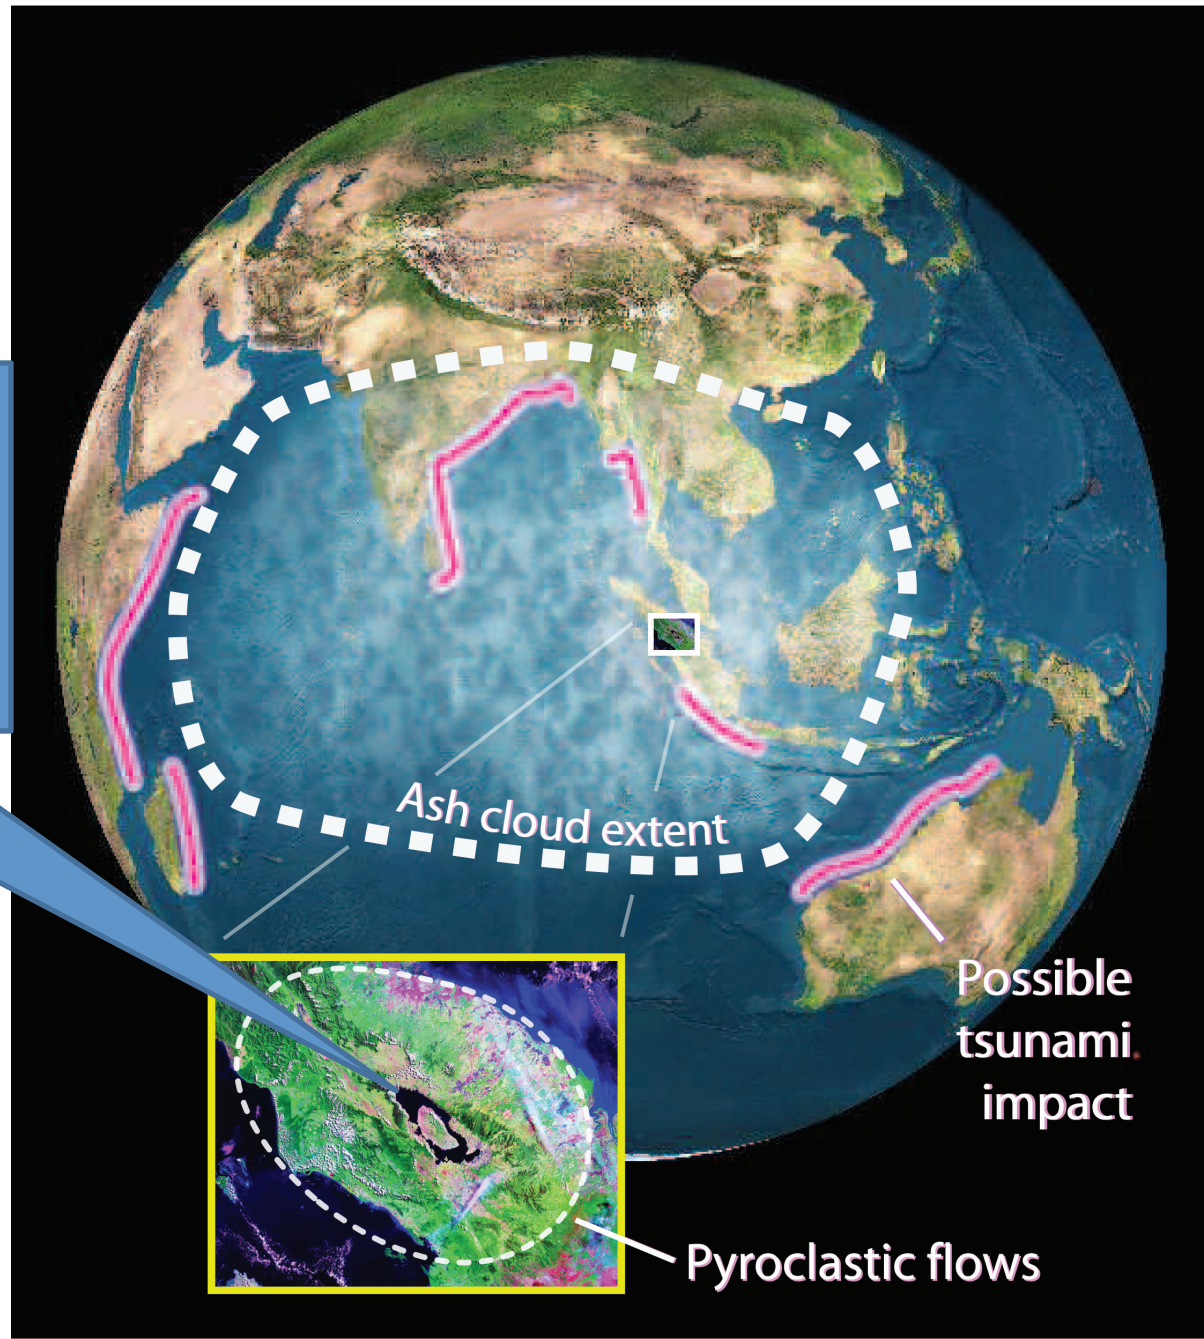 Ash cloud extent
Possible
tsunami
impact
Pyroclastic flows